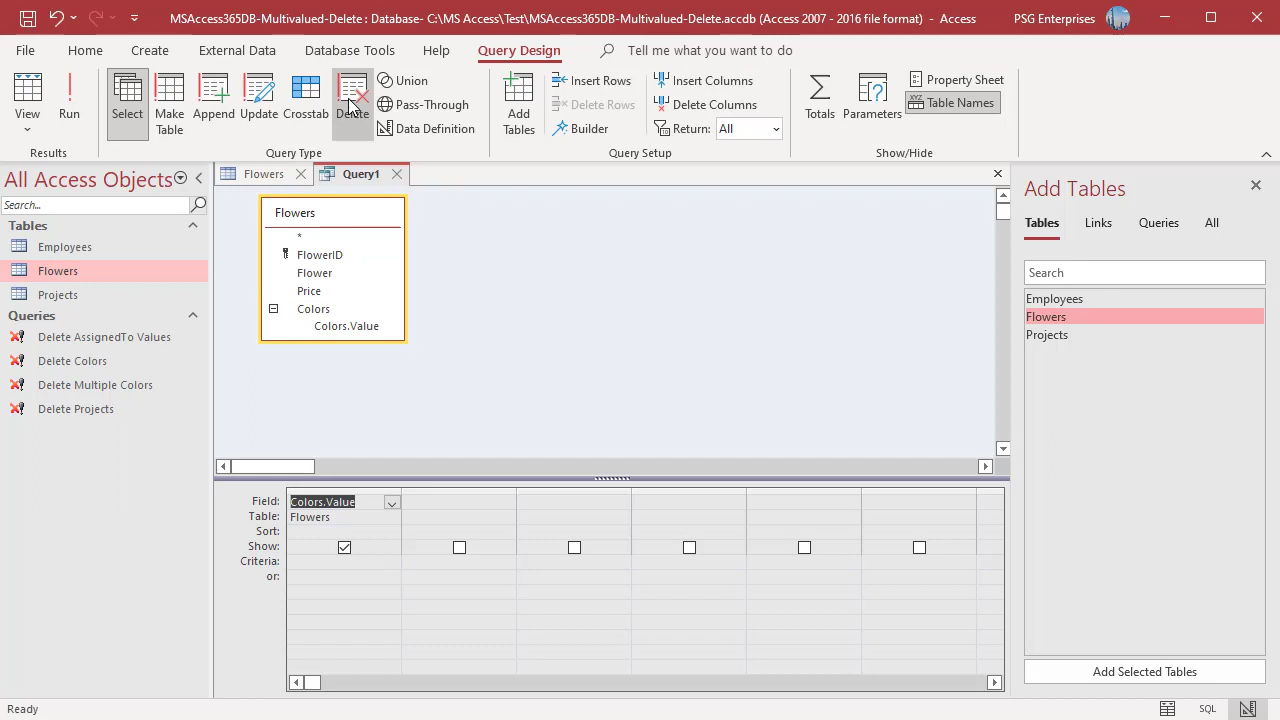 MSAccess365DB-Multivalued-Delete : Database- C:\MS Access\Test\MSAccess365DB-Multivalued-Delete.accdb (Access 2007 - 2016 file format) - Access
PSG Enterprises
File
Home
Create
External Data
Database Tools
Help
Query Design
Tell me what you want to do
View
Run
Select
Make
Table
Append
Update
Crosstab
Delete
Union
Pass-Through
Data Definition
Add
Tables
Insert Rows
Delete Rows
Builder
Insert Columns
Delete Columns
Return: All
Totals
Parameters
Property Sheet
XYZ
Table Names
Results
Query Type
Query Setup
Show/Hide
All Access Objects
Search...
Tables
Employees
Flowers
Projects
Queries
Delete AssignedTo Values
Delete Colors
Delete Multiple Colors
Delete Projects
Flowers
Query1
Flowers
*
FlowerID
Flower
Price
Colors
Colors.Value
Field: Colors.Value
Table: Flowers
Sort:
Show:
Criteria:
or:
Add Tables
Tables
Links
Queries
All
Search
Employees
Flowers
Projects
Add Selected Tables
Ready
SQL